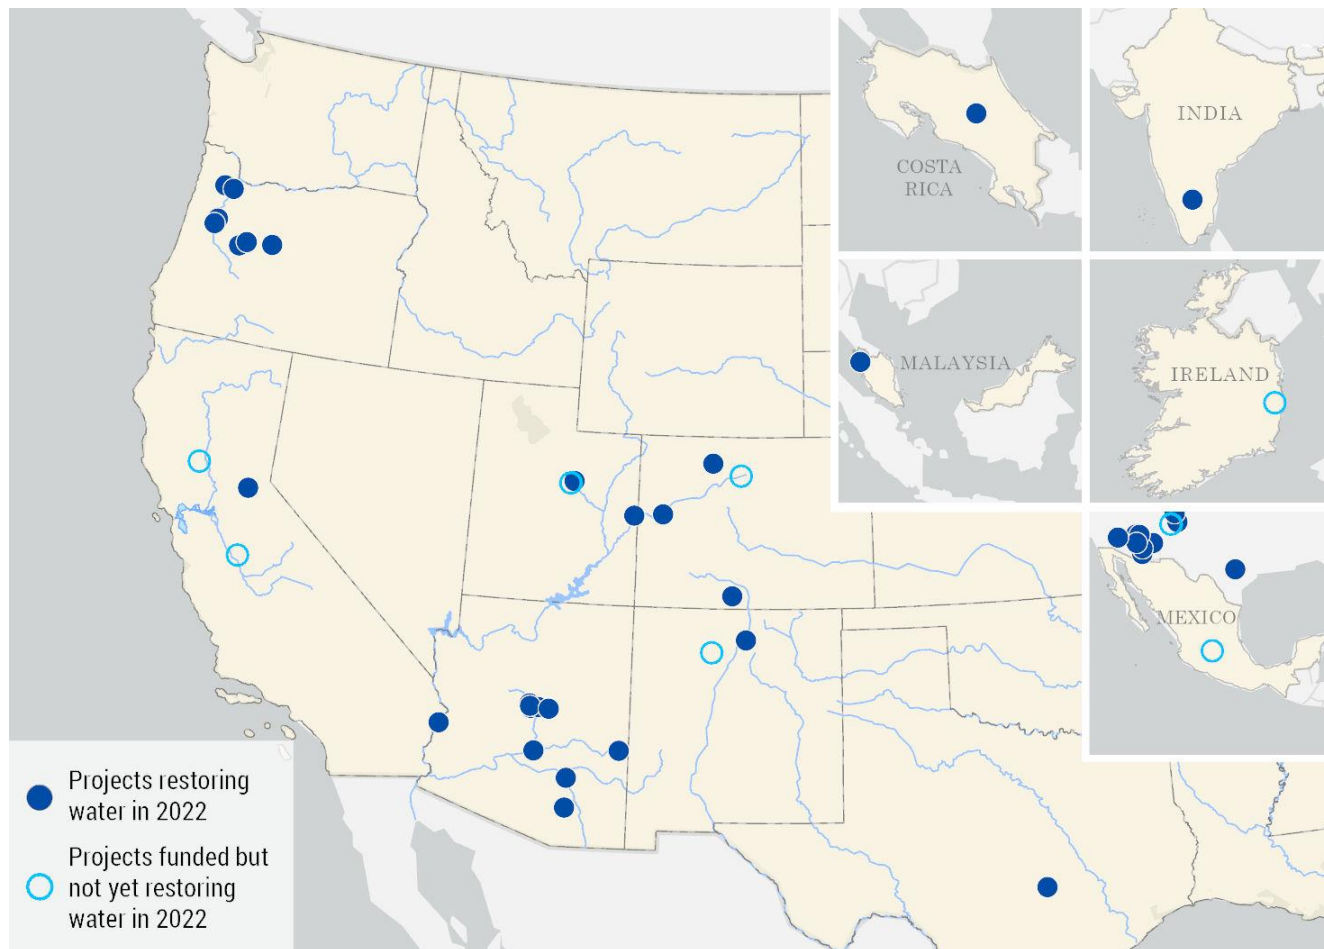 COSTA
RICA
INDIA
MALAYSIA
IRELAND
MEXICO
Projects restoring
water in 2022
Projects funded but
not yet restoring
water in 2022